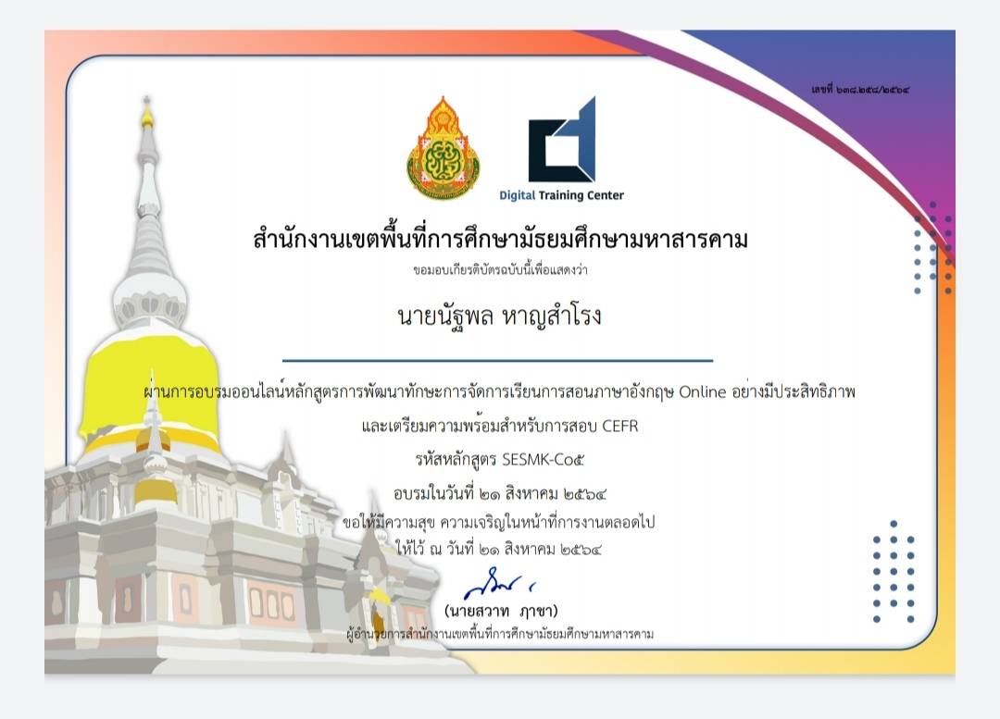 เลขที่ ๖๓๘.๒๕๘/๒๕๖๔
Digital Training Center
สำนักงานเขตพื้นที่การศึกษามัธยมศึกษามหาสารคาม
ขอมอบเกียรติบัตรฉบับนี้เพื่อแสดงว่า
นายนัฐพล หาญสำโรง
ผ่านการอบรมออนไลน์หลักสูตรการพัฒนาทักษะการจัดการเรียนการสอนภาษาอังกฤษ Online อย่างมีประสิทธิภาพ
และเตรียมความพร้อมสำหรับการสอบ CEFR
รหัสหลักสูตร SESMK-Co๕
อบรมในวันที่ ๒๑ สิงหาคม ๒๕๖๔
ขอให้มีความสุข ความเจริญในหน้าที่การงานตลอดไป
ให้ไว้ ณ วันที่ ๒๑ สิงหาคม ๒๕๖๔
(นายสวาท ภาชา)
ผู้อำนวยการสำนักงานเขตพื้นที่การศึกษามัธยมศึกษามหาสารคาม